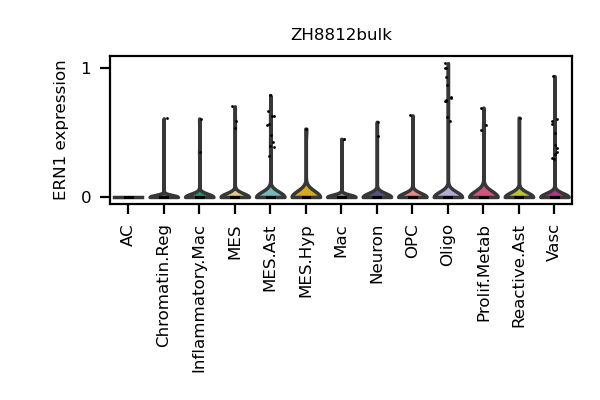 ZH8812bulk
ERN1 expression
1
0
AC
Chromatin.Reg
Inflammatory.Mac
MES
MES.Ast
MES.Hyp
Mac
Neuron
OPC
Oligo
Prolif.Metab
Reactive.Ast
Vasc